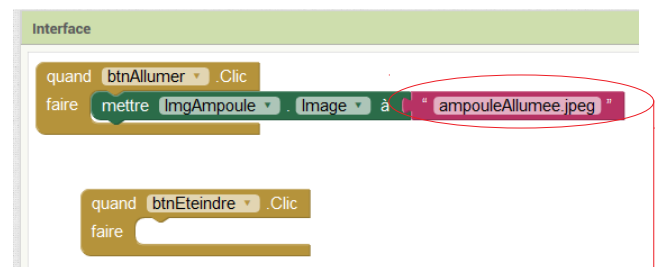 Interface
quand btnAllumer .Clic
faire mettre ImgAmpoule . Image à " ampouleAllumee.jpeg "
quand btnEteindre .Clic
faire